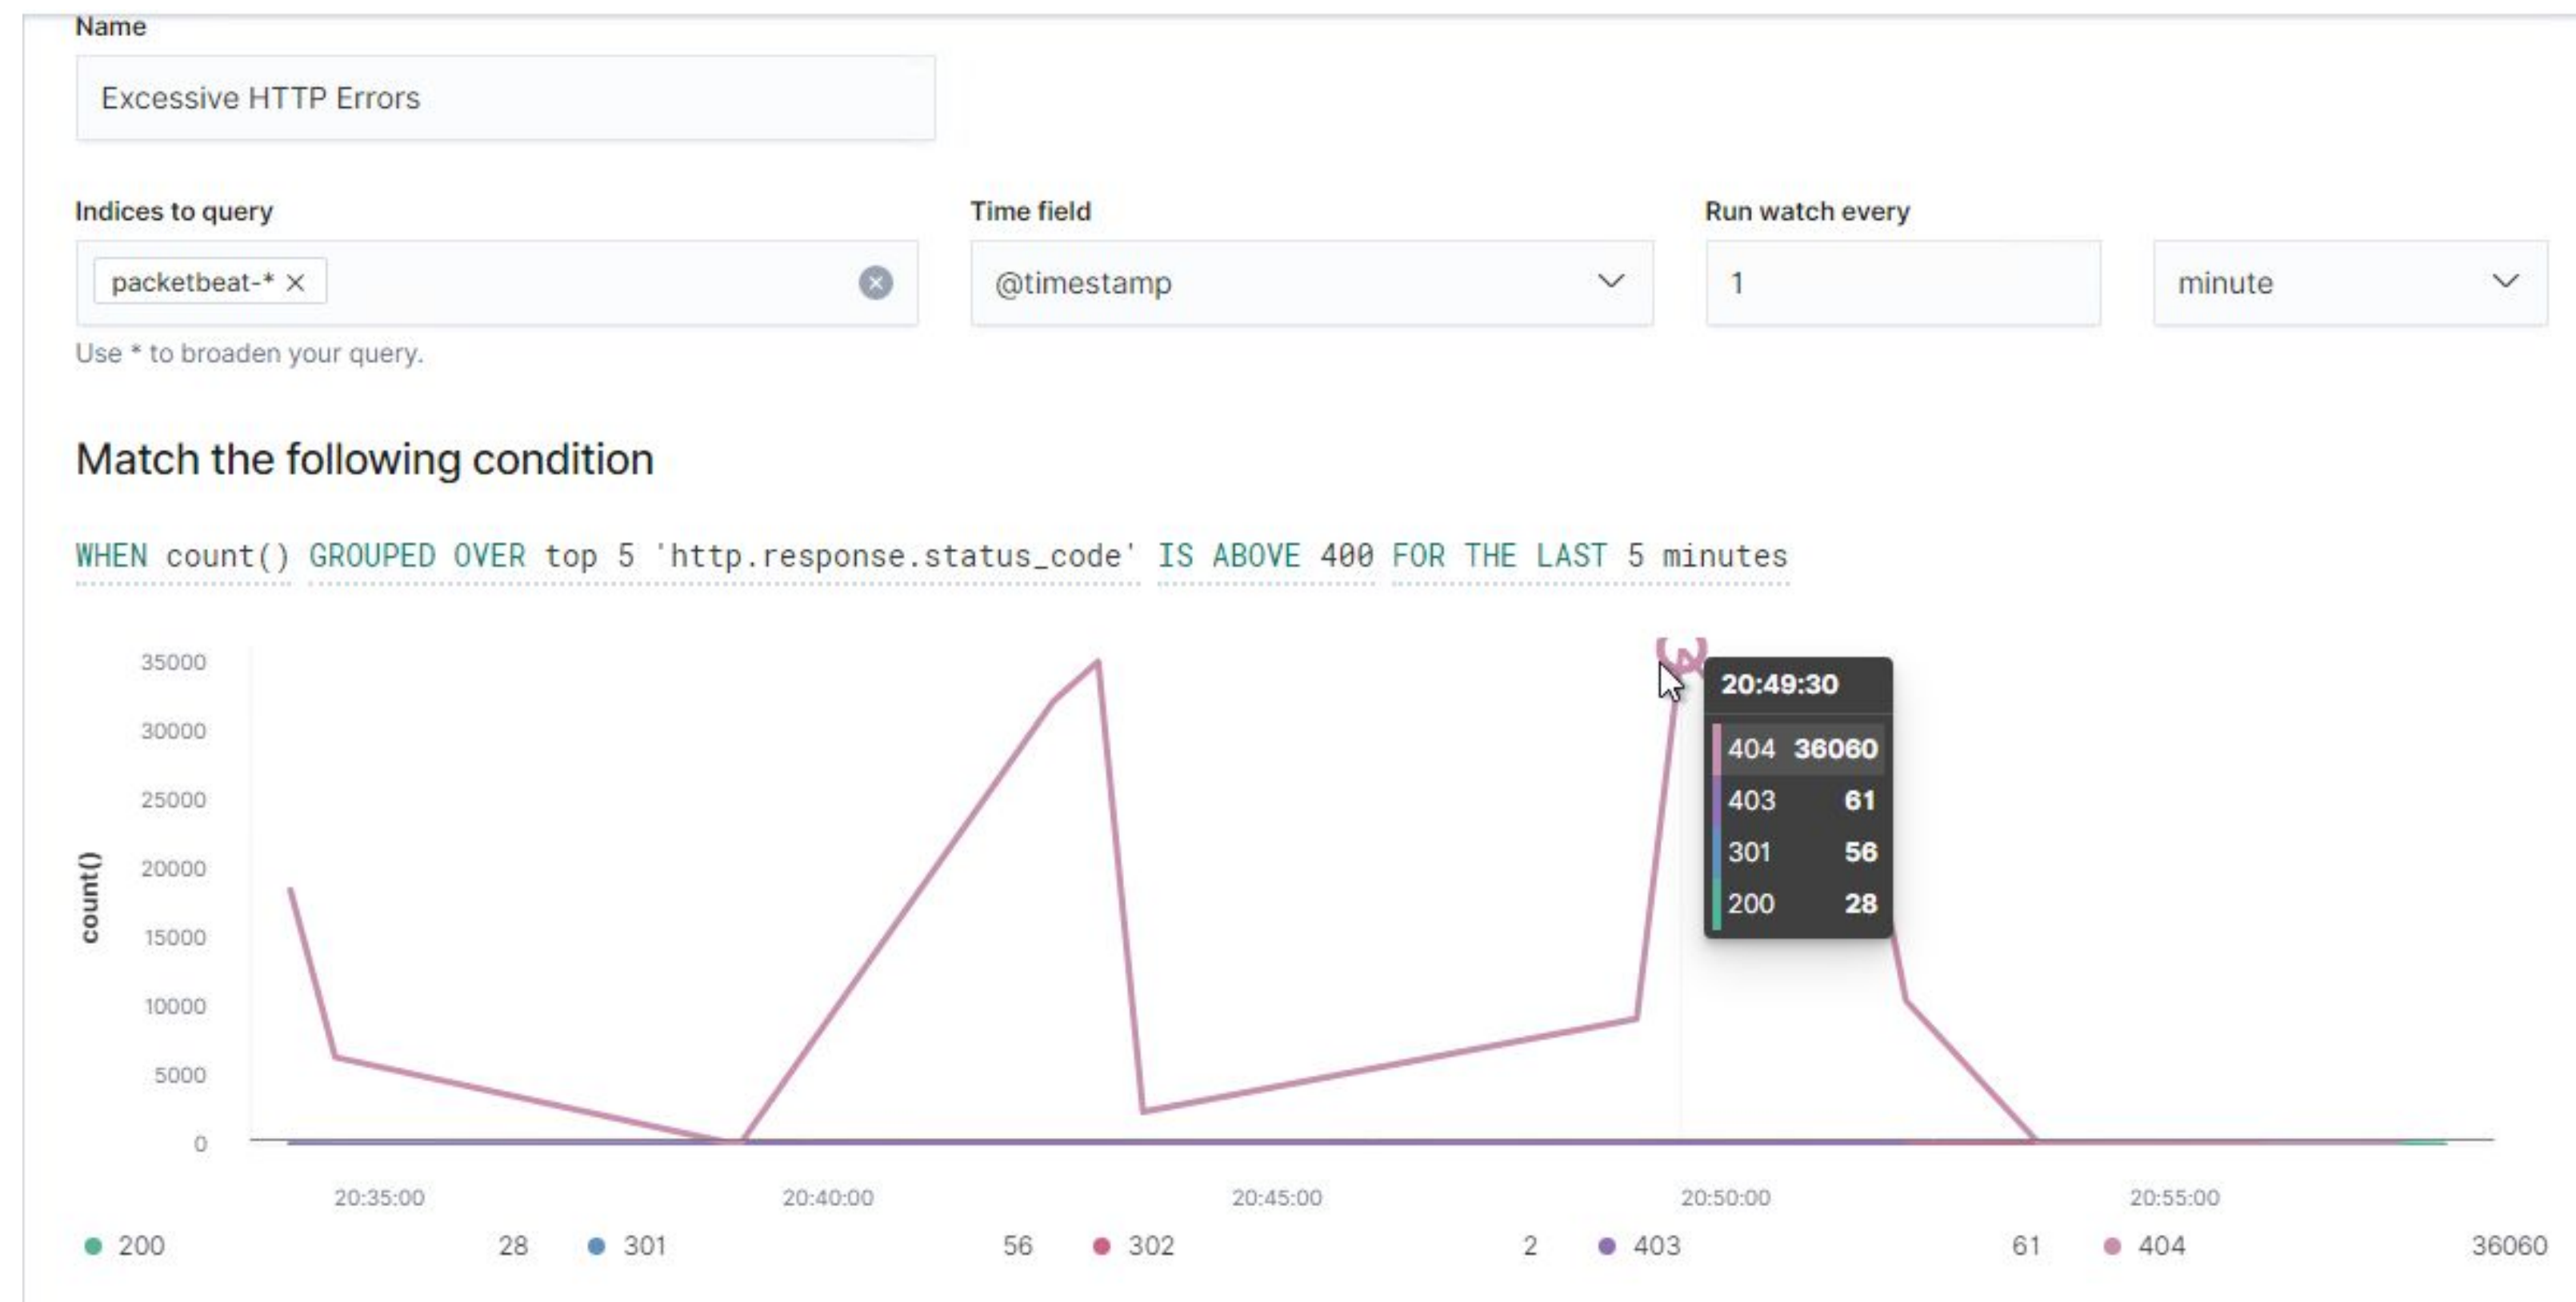 Name
Excessive HTTP Errors
Indices to query
Time field
Run watch every
packetbeat-*
@timestamp
1
minute
Use * to broaden your query.
Match the following condition
WHEN count() GROUPED OVER top 5 'http.response.status_code' IS ABOVE 400 FOR THE LAST 5 minutes
count()
35000
30000
25000
20000
15000
10000
5000
0
20:49:30
404 36060
403 61
301 56
200 28
20:35:00 20:40:00 20:45:00 20:50:00 20:55:00
200 28 301 56 302 2 403 61 404 36060